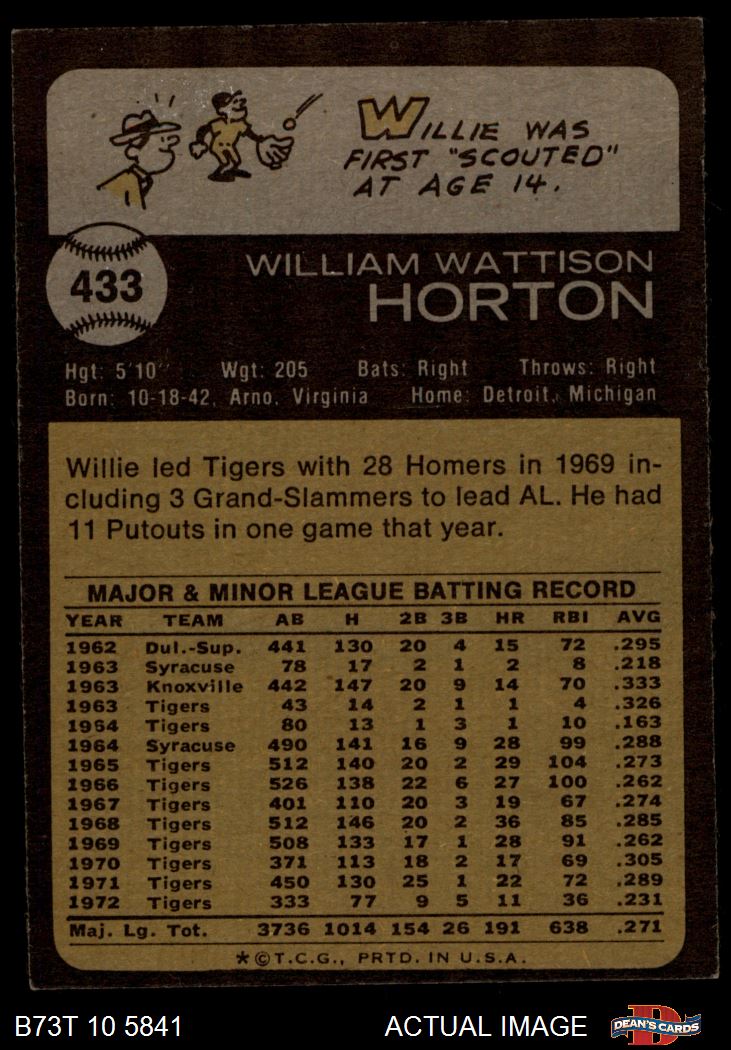 WILLIE WAS
FIRST "SCOUTED"
AT AGE 14.
433
WILLIAM WATTISON
HORTON
Hgt: 5'10" Wgt: 205 Bats: Right Throws: Right
Born: 10-18-42, Arno, Virginia Home: Detroit, Michigan
Willie led Tigers with 28 Homers in 1969 in-
cluding 3 Grand-Slammers to lead AL. He had
11 Putouts in one game that year.
MAJOR & MINOR LEAGUE BATTING RECORD
YEAR TEAM AB H 2B 3B HR RBI AVG
1962 Dul.-Sup. 441 130 20 4 15 72 .295
1963 Syracuse 78 17 2 1 2 8 .218
1963 Knoxville 442 147 20 9 14 70 .333
1963 Tigers 43 14 2 1 1 4 .326
1964 Tigers 80 13 1 3 1 10 .163
1964 Syracuse 490 141 16 9 28 99 .288
1965 Tigers 512 140 20 2 29 104 .273
1966 Tigers 526 138 22 6 27 100 .262
1967 Tigers 401 110 20 3 19 67 .274
1968 Tigers 512 146 20 2 36 85 .285
1969 Tigers 508 133 17 1 28 91 .262
1970 Tigers 371 113 18 2 17 69 .305
1971 Tigers 450 130 25 1 22 72 .289
1972 Tigers 333 77 9 5 11 36 .231
Maj. Lg. Tot. 3736 1014 154 26 191 638 .271
*©T.C.G., PRTD. IN U.S.A.
B73T 10 5841 ACTUAL IMAGE D DEAN'S CARDS